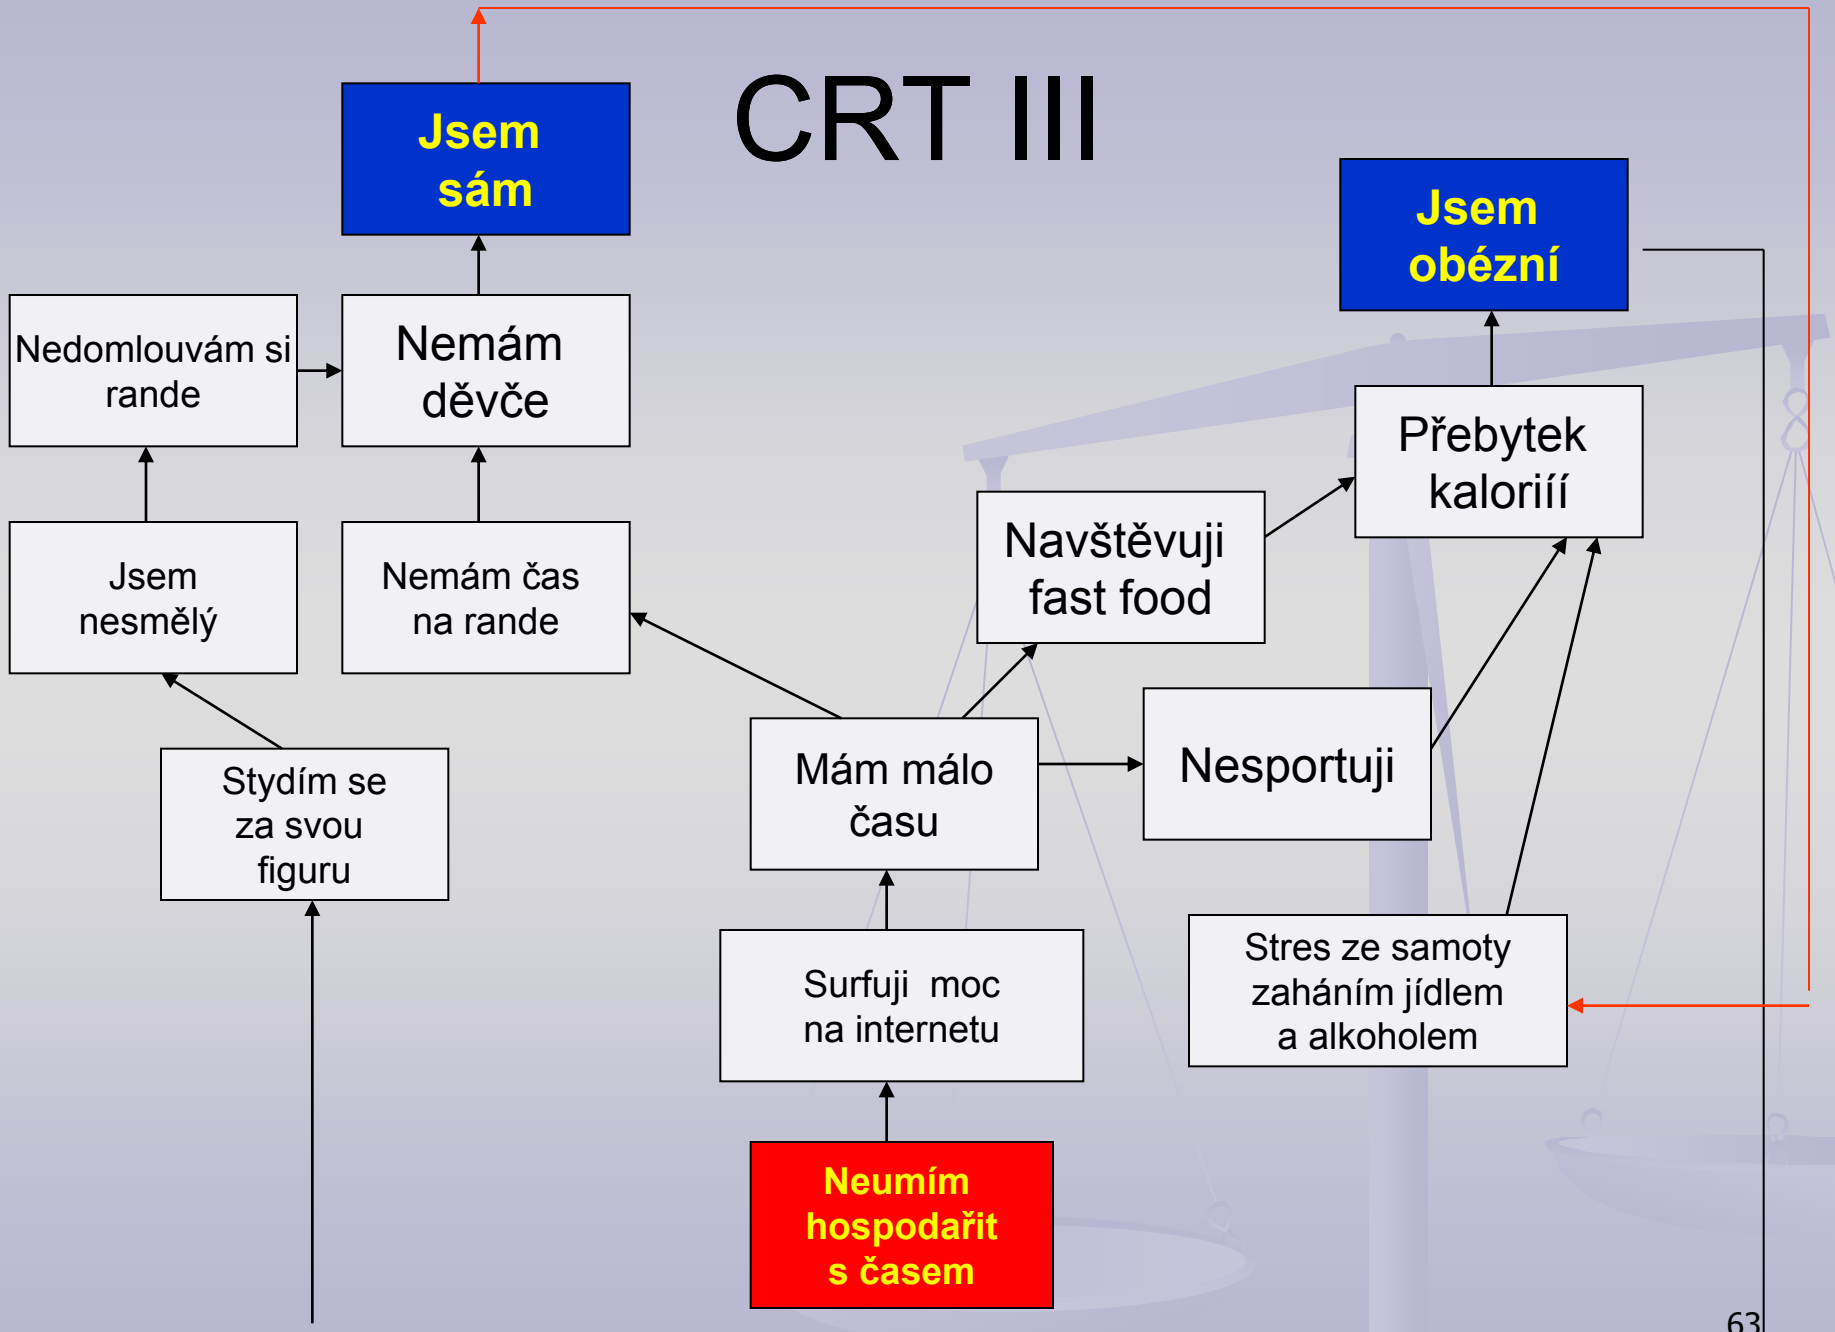 CRT III
Jsem
sám
Jsem
obézní
Nedomlouvám si
rande
Nemám
děvče
Přebytek
kaloriíí
Navštěvuji
fast food
Jsem
nesmělý
Nemám čas
na rande
Stydím se
za svou
figuru
Mám málo
času
Nesportuji
Surfuji  moc
na internetu
Stres ze samoty
zaháním jídlem
a alkoholem
Neumím
hospodařit
s časem
63